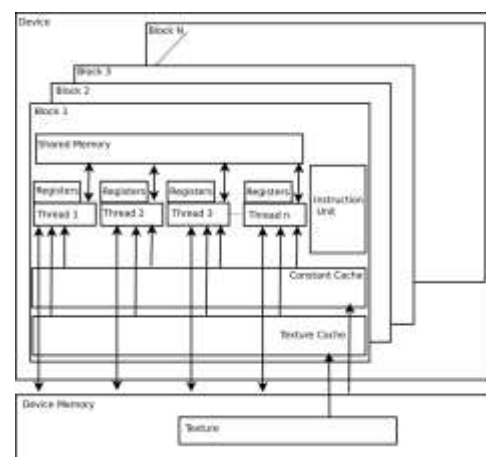 Device
Block N
Block 3
Block 2
Block 1
Shared Memory
Registers Registers Registers Registers
Thread 1 Thread 2 Thread 3 Thread n
Instruction
Unit
Constant Cache
Texture Cache
Device Memory
Texture